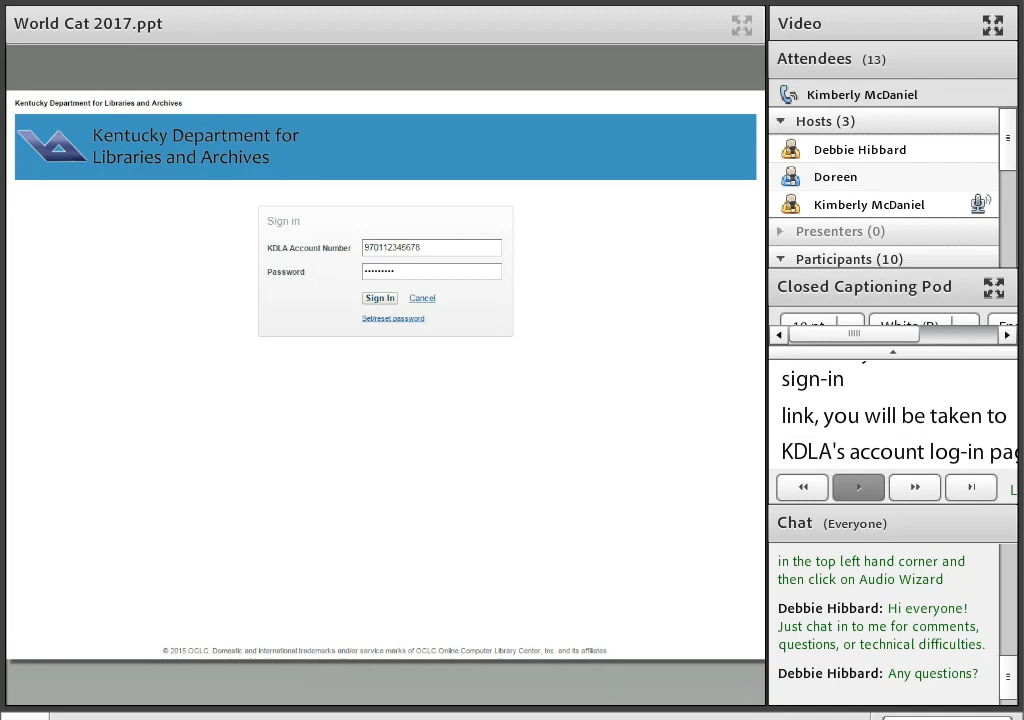 World Cat 2017.ppt
Kentucky Department for Libraries and Archives
Kentucky Department for
Libraries and Archives
Sign in
KDLA Account Number 970112345678
Password •••••••••
Sign In Cancel
Set/reset password
© 2015 OCLC. Domestic and international trademarks and/or service marks of OCLC Online Computer Library Center, Inc. and its affiliates
Video
Attendees (13)
Kimberly McDaniel
Hosts (3)
Debbie Hibbard
Doreen
Kimberly McDaniel
Presenters (0)
Participants (10)
Closed Captioning Pod
sign-in
link, you will be taken to
KDLA's account log-in
Chat (Everyone)
in the top left hand corner and
then click on Audio Wizard
Debbie Hibbard: Hi everyone!
Just chat in to me for comments,
questions, or technical difficulties.
Debbie Hibbard: Any questions?